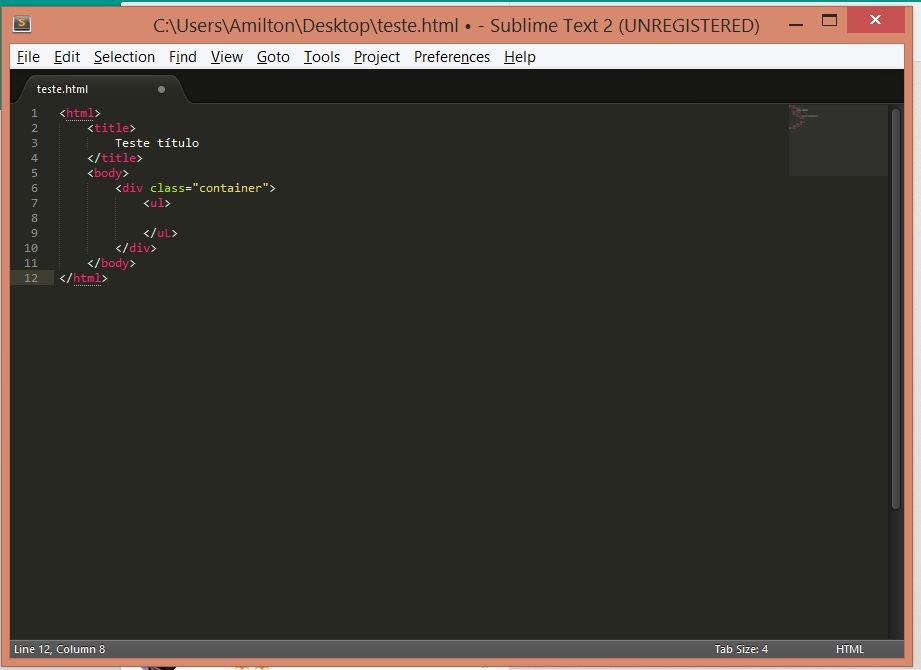 C:\Users\Amilton\Desktop\teste.html • - Sublime Text 2 (UNREGISTERED)
File Edit Selection Find View Goto Tools Project Preferences Help
teste.html
1 <html>
2 <title>
3 Teste título
4 </title>
5 <body>
6 <div class="container">
7 <ul>
8
9 </uL>
10 </div>
11 </body>
12 </html>
Line 12, Column 8 Tab Size: 4 HTML